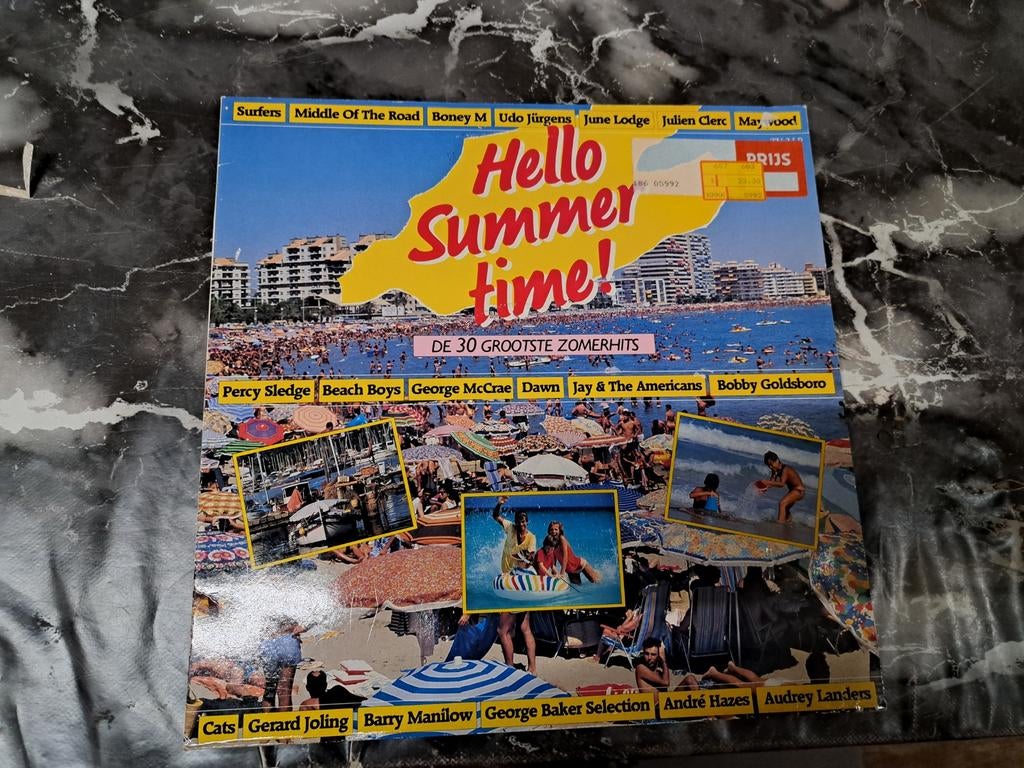 Surfers Middle Of The Road Boney M Udo Jürgens June Lodge Julien Clerc Maywood
Hello
Summer
time!
PRIJS
486 05992
DE 30 GROOTSTE ZOMERHITS
Percy Sledge Beach Boys George McCrae Dawn Jay & The Americans Bobby Goldsboro
Cats Gerard Joling Barry Manilow George Baker Selection André Hazes Audrey Landers